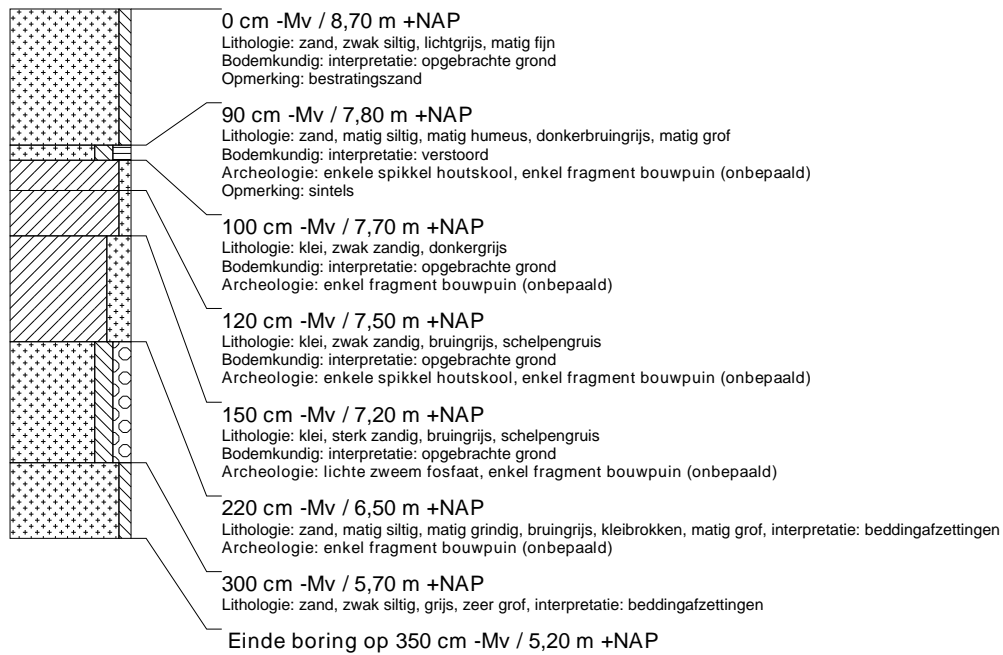 0 cm -Mv / 8,70 m +NAP
Lithologie: zand, zwak siltig, lichtgrijs, matig fijn
Bodemkundig: interpretatie: opgebrachte grond
Opmerking: bestratingszand
90 cm -Mv / 7,80 m +NAP
Lithologie: zand, matig siltig, matig humeus, donkerbruingrijs, matig grof
Bodemkundig: interpretatie: verstoord
Archeologie: enkele spikkel houtskool, enkel fragment bouwpuin (onbepaald)
Opmerking: sintels
100 cm -Mv / 7,70 m +NAP
Lithologie: klei, zwak zandig, donkergrijs
Bodemkundig: interpretatie: opgebrachte grond
Archeologie: enkel fragment bouwpuin (onbepaald)
120 cm -Mv / 7,50 m +NAP
Lithologie: klei, zwak zandig, bruingrijs, schelpengruis
Bodemkundig: interpretatie: opgebrachte grond
Archeologie: enkele spikkel houtskool, enkel fragment bouwpuin (onbepaald)
150 cm -Mv / 7,20 m +NAP
Lithologie: klei, sterk zandig, bruingrijs, schelpengruis
Bodemkundig: interpretatie: opgebrachte grond
Archeologie: lichte zweem fosfaat, enkel fragment bouwpuin (onbepaald)
220 cm -Mv / 6,50 m +NAP
Lithologie: zand, matig siltig, matig grindig, bruingrijs, kleibrokken, matig grof, interpretatie: beddingafzettingen
Archeologie: enkel fragment bouwpuin (onbepaald)
300 cm -Mv / 5,70 m +NAP
Lithologie: zand, zwak siltig, grijs, zeer grof, interpretatie: beddingafzettingen
Einde boring op 350 cm -Mv / 5,20 m +NAP